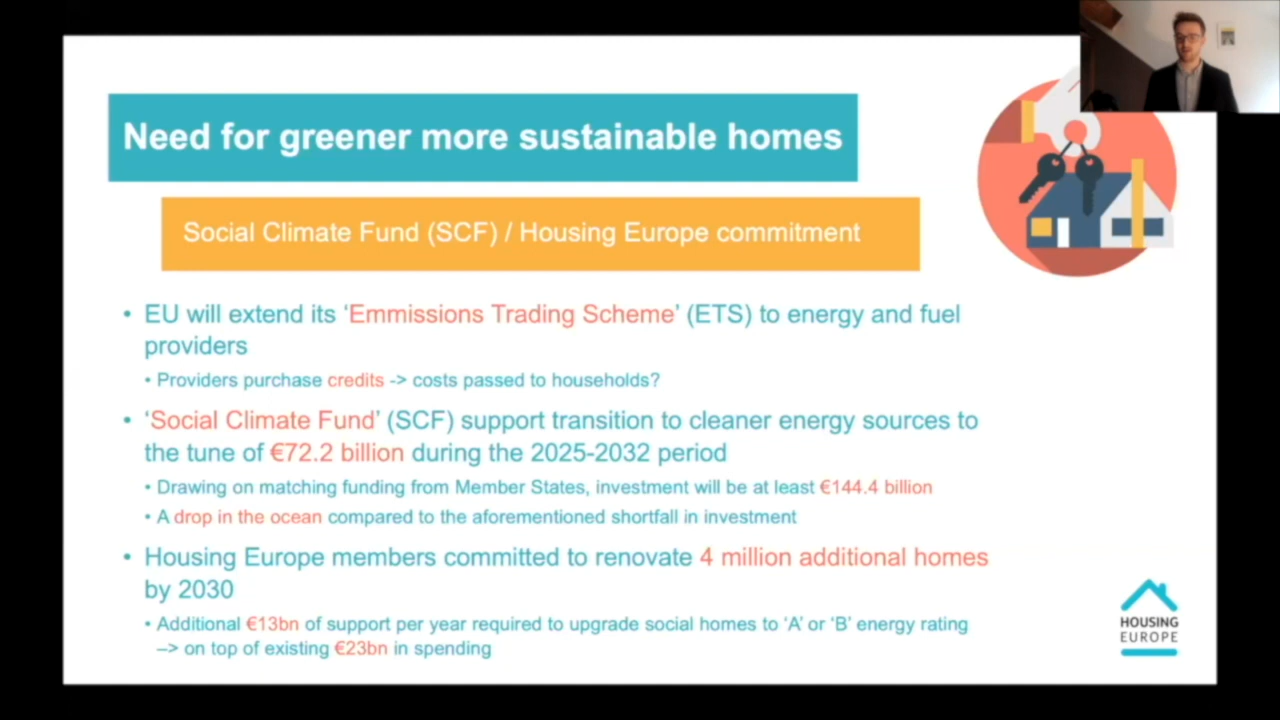 Need for greener more sustainable homes
Social Climate Fund (SCF) / Housing Europe commitment
• EU will extend its ‘Emmissions Trading Scheme’ (ETS) to energy and fuel
providers
• Providers purchase credits -> costs passed to households?
• ‘Social Climate Fund’ (SCF) support transition to cleaner energy sources to
the tune of €72.2 billion during the 2025-2032 period
• Drawing on matching funding from Member States, investment will be at least €144.4 billion
• A drop in the ocean compared to the aforementioned shortfall in investment
• Housing Europe members committed to renovate 4 million additional homes
by 2030
• Additional €13bn of support per year required to upgrade social homes to ‘A’ or ‘B’ energy rating
–> on top of existing €23bn in spending
HOUSING
EUROPE